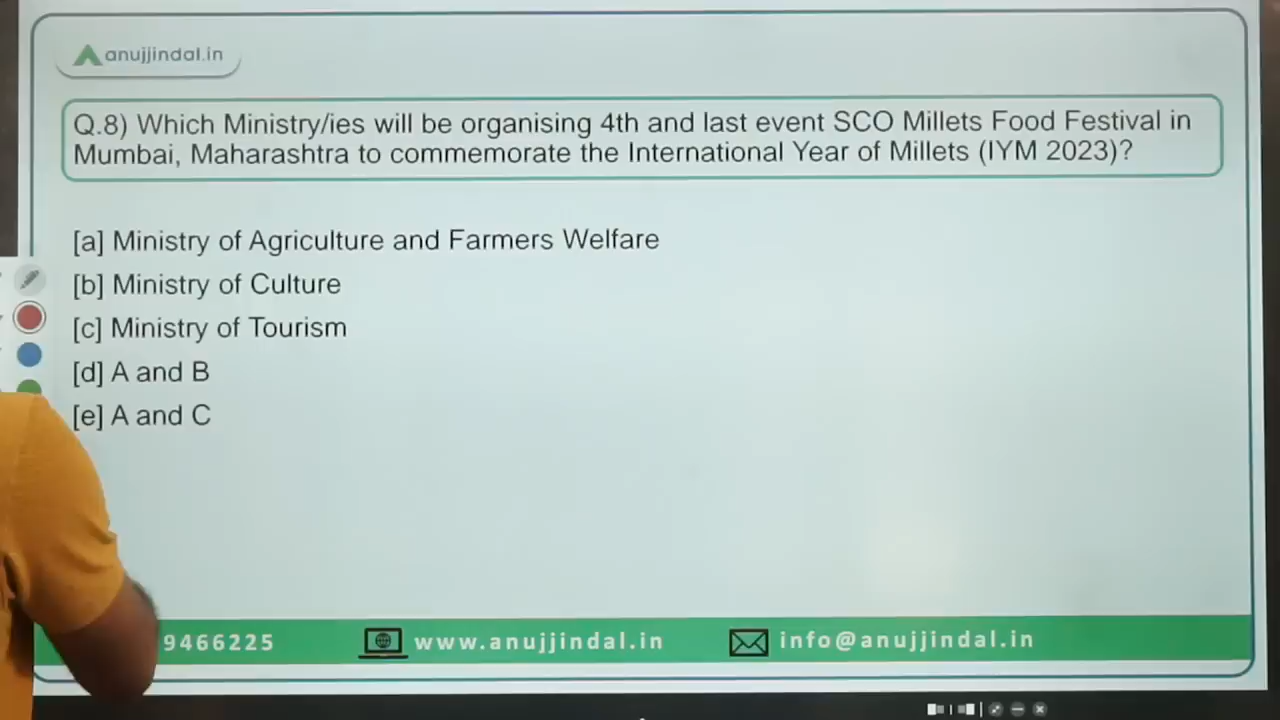 anujjindal.in
Q.8) Which Ministry/ies will be organising 4th and last event SCO Millets Food Festival in
Mumbai, Maharashtra to commemorate the International Year of Millets (IYM 2023)?
[a] Ministry of Agriculture and Farmers Welfare
[b] Ministry of Culture
[c] Ministry of Tourism
[d] A and B
[e] A and C
9466225 www.anujjindal.in info@anujjindal.in